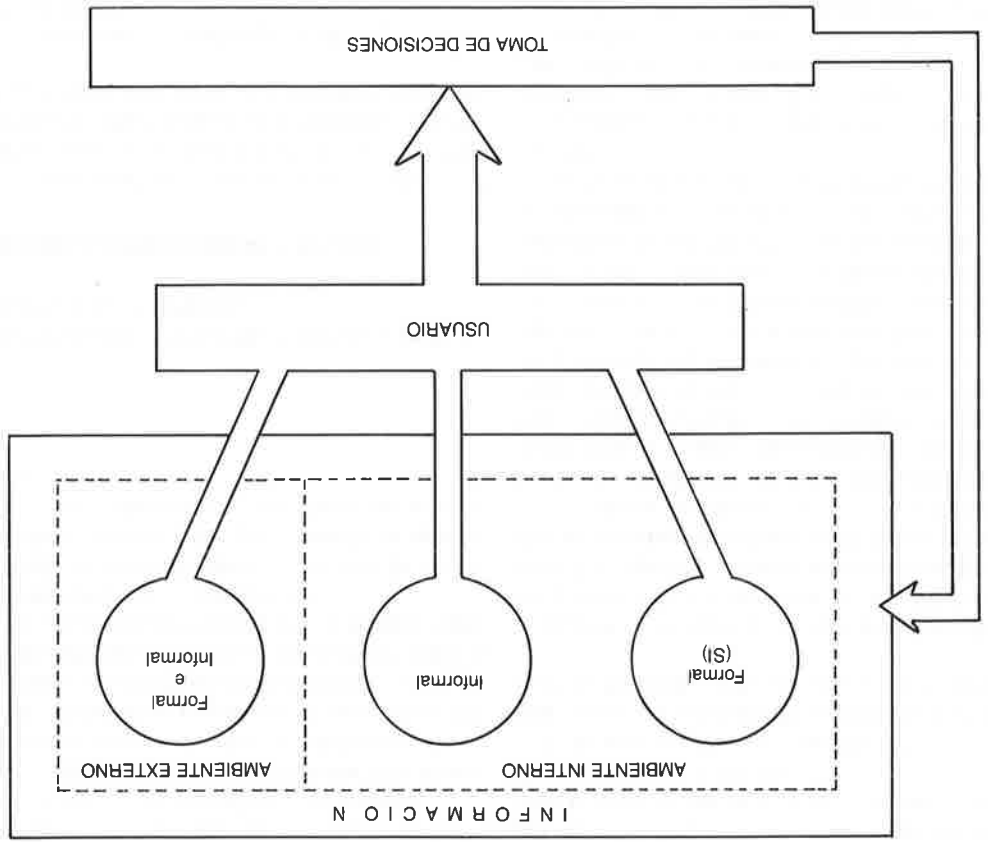 INFORMACION
AMBIENTE INTERNO
AMBIENTE EXTERNO
Formal
(SI)
Informal
Formal
e
Informal
USUARIO
TOMA DE DECISIONES